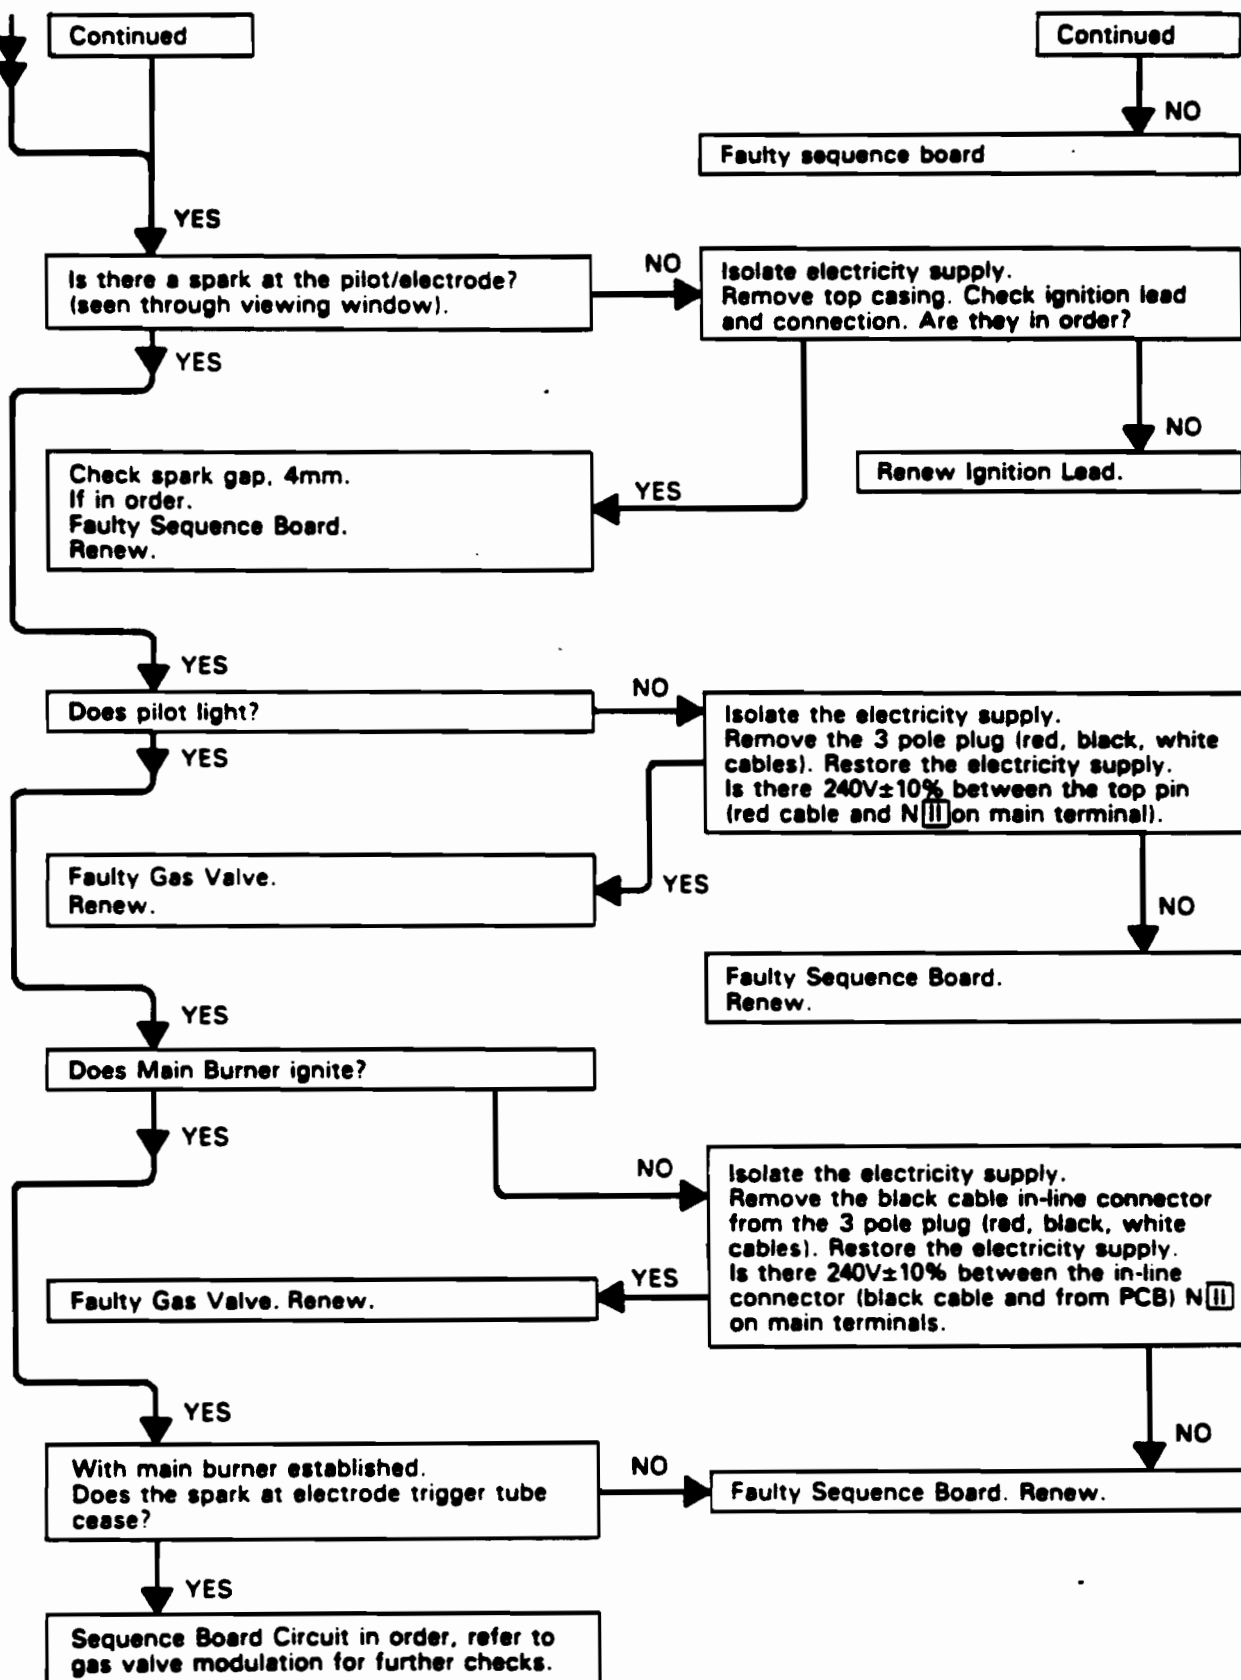 Continued
Continued
NO
Faulty sequence board
YES
Is there a spark at the pilot/electrode?
(seen through viewing window).
NO
Isolate electricity supply.
Remove top casing. Check ignition lead
and connection. Are they in order?
YES
NO
Renew Ignition Lead.
YES
Check spark gap, 4mm.
If in order.
Faulty Sequence Board.
Renew.
YES
Does pilot light?
NO
Isolate the electricity supply.
Remove the 3 pole plug (red, black, white
cables). Restore the electricity supply.
Is there 240V±10% between the top pin
(red cable and N 11 on main terminal).
YES
YES
Faulty Gas Valve.
Renew.
NO
Faulty Sequence Board.
Renew.
YES
Does Main Burner ignite?
YES
NO
Isolate the electricity supply.
Remove the black cable in-line connector
from the 3 pole plug (red, black, white
cables). Restore the electricity supply.
Is there 240V±10% between the in-line
connector (black cable and from PCB) N 11
on main terminals.
YES
Faulty Gas Valve. Renew.
YES
NO
With main burner established.
Does the spark at electrode trigger tube
cease?
NO
Faulty Sequence Board. Renew.
YES
Sequence Board Circuit in order, refer to
gas valve modulation for further checks.